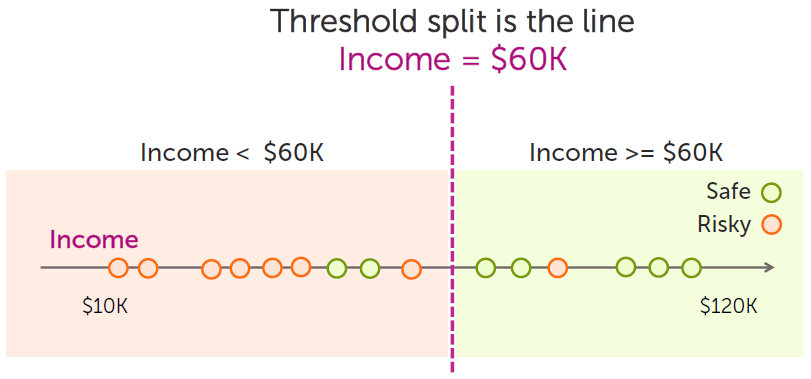 Threshold split is the line
Income = $60K
Income < $60K
Income >= $60K
Safe
Risky
Income
$10K
$120K